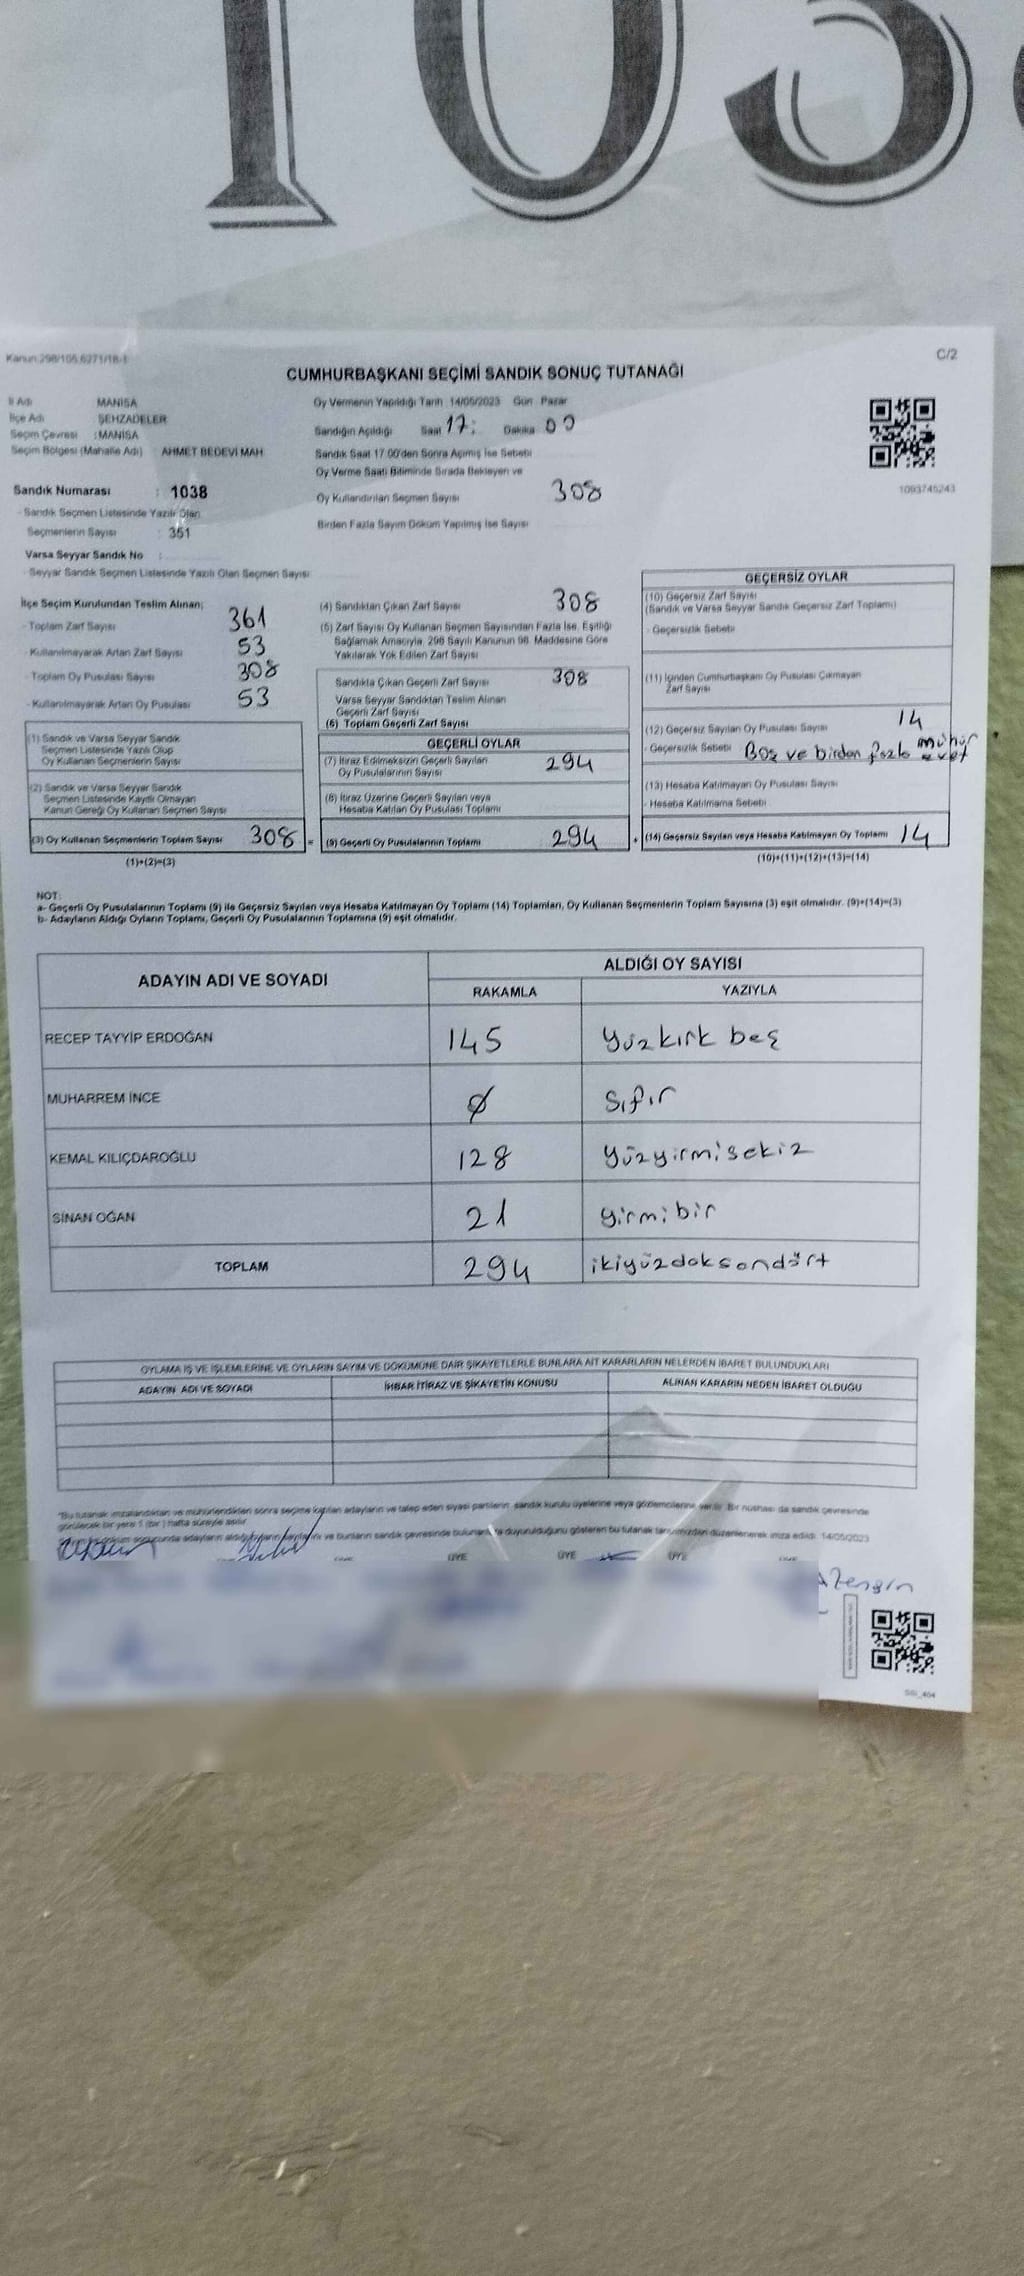 103
Kanun:298/105,6271/18-1
C/2
CUMHURBAŞKANI SEÇİMİ SANDIK SONUÇ TUTANAĞI
İl Adı MANİSA
İlçe Adı ŞEHZADELER
Seçim Çevresi : MANİSA
Seçim Bölgesi (Mahalle Adı) : AHMET BEDEVİ MAH
Sandık Numarası : 1038
- Sandık Seçmen Listesinde Yazılı Olan
Seçmenlerin Sayısı : 351
Varsa Seyyar Sandık No :
- Seyyar Sandık Seçmen Listesinde Yazılı Olan Seçmen Sayısı
Oy Vermenin Yapıldığı Tarih 14/05/2023 Gün Pazar
Sandığın Açıldığı Saat 17: Dakika 00
Sandık Saat 17.00'den Sonra Açımış İse Sebebi
Oy Verme Saati Bitiminde Sırada Bekleyen ve
Oy Kullandırılan Seçmen Sayısı 308
Birden Fazla Sayım Döküm Yapılmış İse Sayısı
1093745243
İlçe Seçim Kurulundan Teslim Alınan;
- Toplam Zarf Sayısı 361
- Kullanılmayarak Artan Zarf Sayısı 53
- Toplam Oy Pusulası Sayısı 308
- Kullanılmayarak Artan Oy Pusulası 53
(1) Sandık ve Varsa Seyyar Sandık
Seçmen Listesinde Yazılı Olup
Oy Kullanan Seçmenlerin Sayısı
(2) Sandık ve Varsa Seyyar Sandık
Seçmen Listesinde Kayıtlı Olmayan
Kanun Gereği Oy Kullanan Seçmen Sayısı
(3) Oy Kullanan Seçmenlerin Toplam Sayısı 308 =
(1)+(2)=(3)
(4) Sandıktan Çıkan Zarf Sayısı 308
(5) Zarf Sayısı Oy Kullanan Seçmen Sayısından Fazla İse, Eşitliği
Sağlamak Amacıyla, 298 Sayılı Kanunun 98. Maddesine Göre
Yakılarak Yok Edilen Zarf Sayısı
Sandıkta Çıkan Geçerli Zarf Sayısı 308
Varsa Seyyar Sandıktan Teslim Alınan
Geçerli Zarf Sayısı
(6) Toplam Geçerli Zarf Sayısı
GEÇERLİ OYLAR
(7) İtiraz Edilmeksizin Geçerli Sayılan
Oy Pusulalarının Sayısı 294
(8) İtiraz Üzerine Geçerli Sayılan veya
Hesaba Katılan Oy Pusulası Toplamı
(9) Geçerli Oy Pusulalarının Toplamı 294 +
GEÇERSİZ OYLAR
(10) Geçersiz Zarf Sayısı
(Sandık ve Varsa Seyyar Sandık Geçersiz Zarf Toplamı)
- Geçersizlik Sebebi
(11) İçinden Cumhurbaşkanı Oy Pusulası Çıkmayan
Zarf Sayısı
(12) Geçersiz Sayılan Oy Pusulası Sayısı 14
- Geçersizlik Sebebi Boş ve birden fazla mühür evet
(13) Hesaba Katılmayan Oy Pusulası Sayısı
- Hesaba Katılmama Sebebi
(14) Geçersiz Sayılan veya Hesaba Katılmayan Oy Toplamı 14
(10)+(11)+(12)+(13)=(14)
NOT:
a- Geçerli Oy Pusulalarının Toplamı (9) ile Geçersiz Sayılan veya Hesaba Katılmayan Oy Toplamı (14) Toplamları, Oy Kullanan Seçmenlerin Toplam Sayısına (3) eşit olmalıdır. (9)+(14)=(3)
b- Adayların Aldığı Oyların Toplamı, Geçerli Oy Pusulalarının Toplamına (9) eşit olmalıdır.
ADAYIN ADI VE SOYADI ALDIĞI OY SAYISI
RAKAMLA YAZIYLA
RECEP TAYYİP ERDOĞAN 145 yüzkırk beş
MUHARREM İNCE 0 Sıfır
KEMAL KILIÇDAROĞLU 128 yüzyirmisekiz
SİNAN OĞAN 21 yirmibir
TOPLAM 294 ikiyüzdoksandört
OYLAMA İŞ VE İŞLEMLERİNE VE OYLARIN SAYIM VE DÖKÜMÜNE DAİR ŞİKAYETLERLE BUNLARA AİT KARARLARIN NELERDEN İBARET BULUNDUKLARI
ADAYIN ADI VE SOYADI İHBAR İTİRAZ VE ŞİKAYETİN KONUSU ALINAN KARARIN NEDEN İBARET OLDUĞU
*Bu tutanak imzalandıktan ve mühürlendikten sonra seçime katılan adayların ve talep eden siyasi partilerin sandık kurulu üyelerine veya gözlemcilerine verilir. Bir nüshası da sandık çevresinde
görülecek bir yere 1 (bir) hafta süreyle asılır.
sonucunda adayların aldığı ve bunların sandık çevresinde duyurulduğunu gösteren bu tutanak tarafımızdan düzenlenerek imza edildi. 14/05/2023
ÜYE ÜYE ÜYE
Zengin